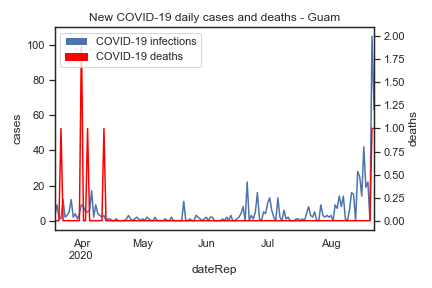 New COVID-19 daily cases and deaths - Guam
COVID-19 infections
COVID-19 deaths
100
80
60
40
20
0
cases
2.00
1.75
1.50
1.25
1.00
0.75
0.50
0.25
0.00
deaths
Apr
2020
May
Jun
Jul
Aug
dateRep